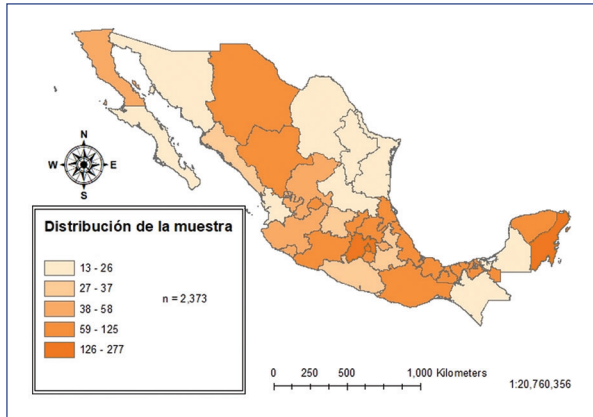 N
W
E
S
Distribución de la muestra
13 - 26
27 - 37
38 - 58
59 - 125
126 - 277
n = 2,373
0 250 500 1,000 Kilometers
1:20,760,356